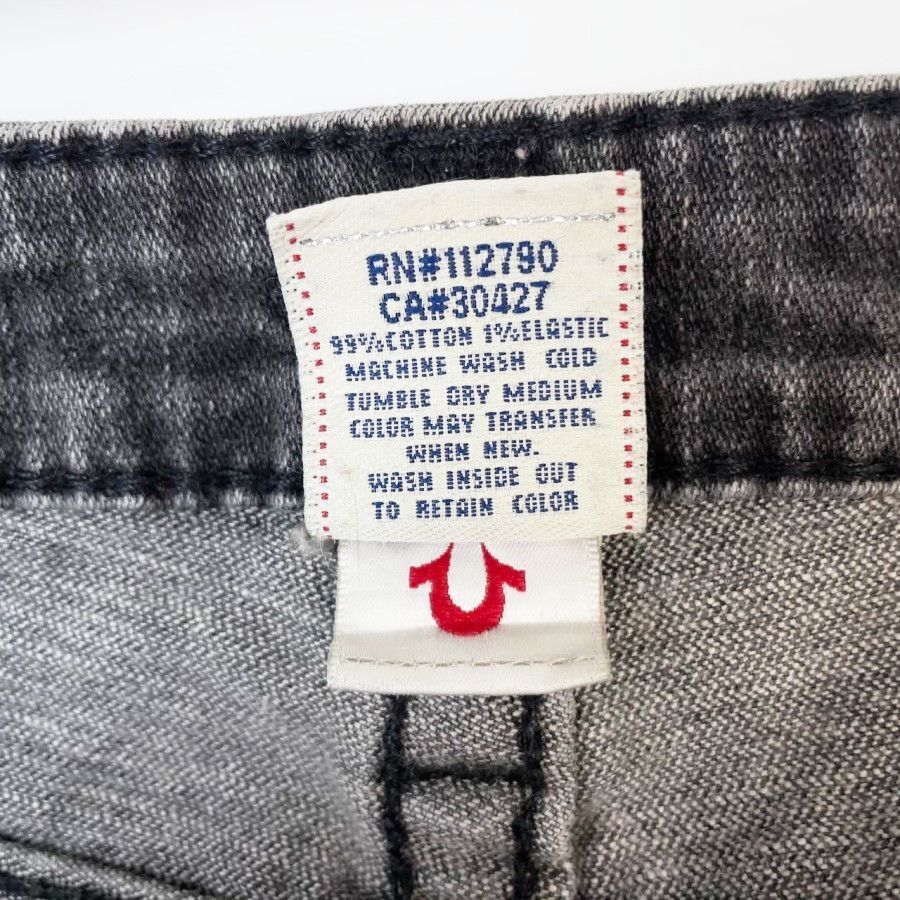 RN#112790
CA#30427
99%COTTON 1%ELASTIC
MACHINE WASH COLD
TUMBLE DRY MEDIUM
COLOR MAY TRANSFER
WHEN NEW.
WASH INSIDE OUT
TO RETAIN COLOR